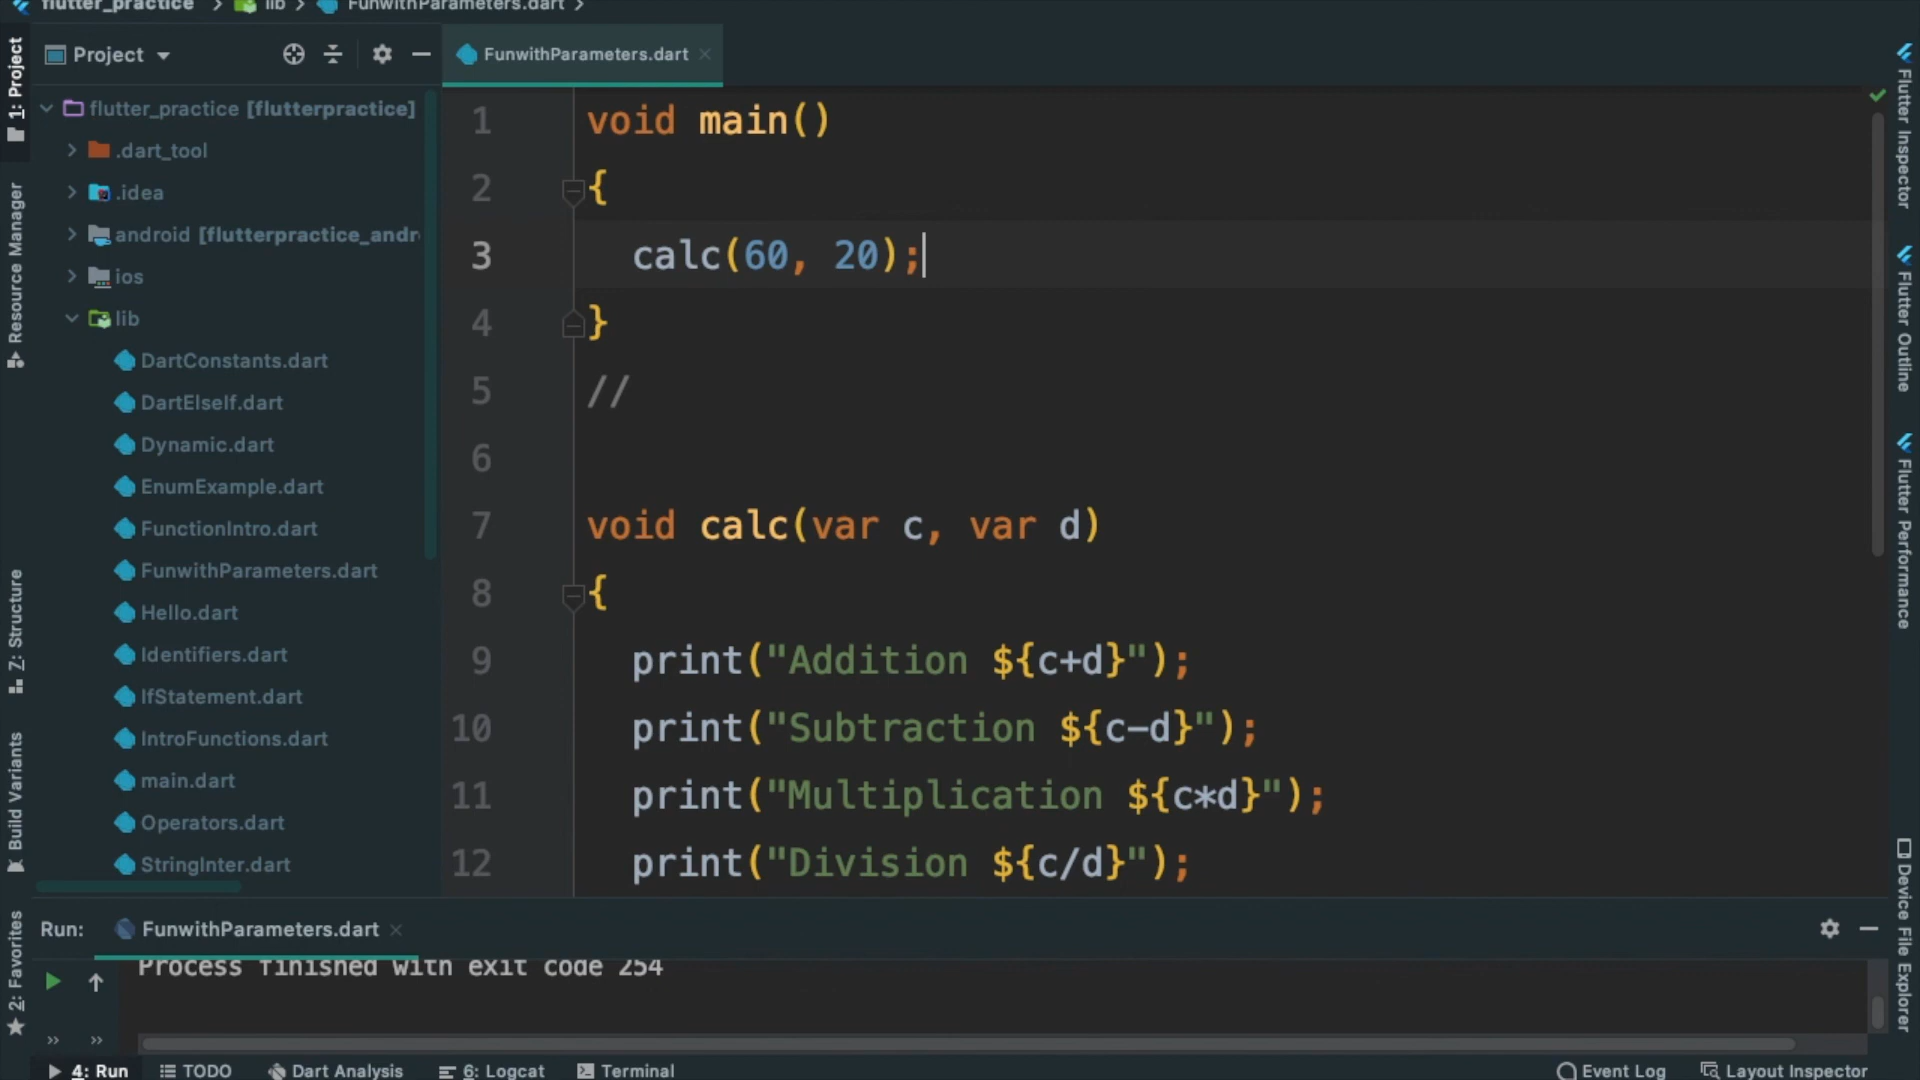 flutter_practice > lib > FunwithParameters.dart >
Project
FunwithParameters.dart
1: Project
Resource Manager
Z: Structure
Build Variants
2: Favorites
flutter_practice [flutterpractice]
.dart_tool
.idea
android [flutterpractice_andr
ios
lib
DartConstants.dart
DartElseIf.dart
Dynamic.dart
EnumExample.dart
FunctionIntro.dart
FunwithParameters.dart
Hello.dart
Identifiers.dart
IfStatement.dart
IntroFunctions.dart
main.dart
Operators.dart
StringInter.dart
1 void main()
2 {
3 calc(60, 20);
4 }
5 //
6
7 void calc(var c, var d)
8 {
9 print("Addition ${c+d}");
10 print("Subtraction ${c-d}");
11 print("Multiplication ${c*d}");
12 print("Division ${c/d}");
Flutter Inspector
Flutter Outline
Flutter Performance
Device File Explorer
Run: FunwithParameters.dart
Process finished with exit code 254
4: Run TODO Dart Analysis 6: Logcat Terminal Event Log Layout Inspector